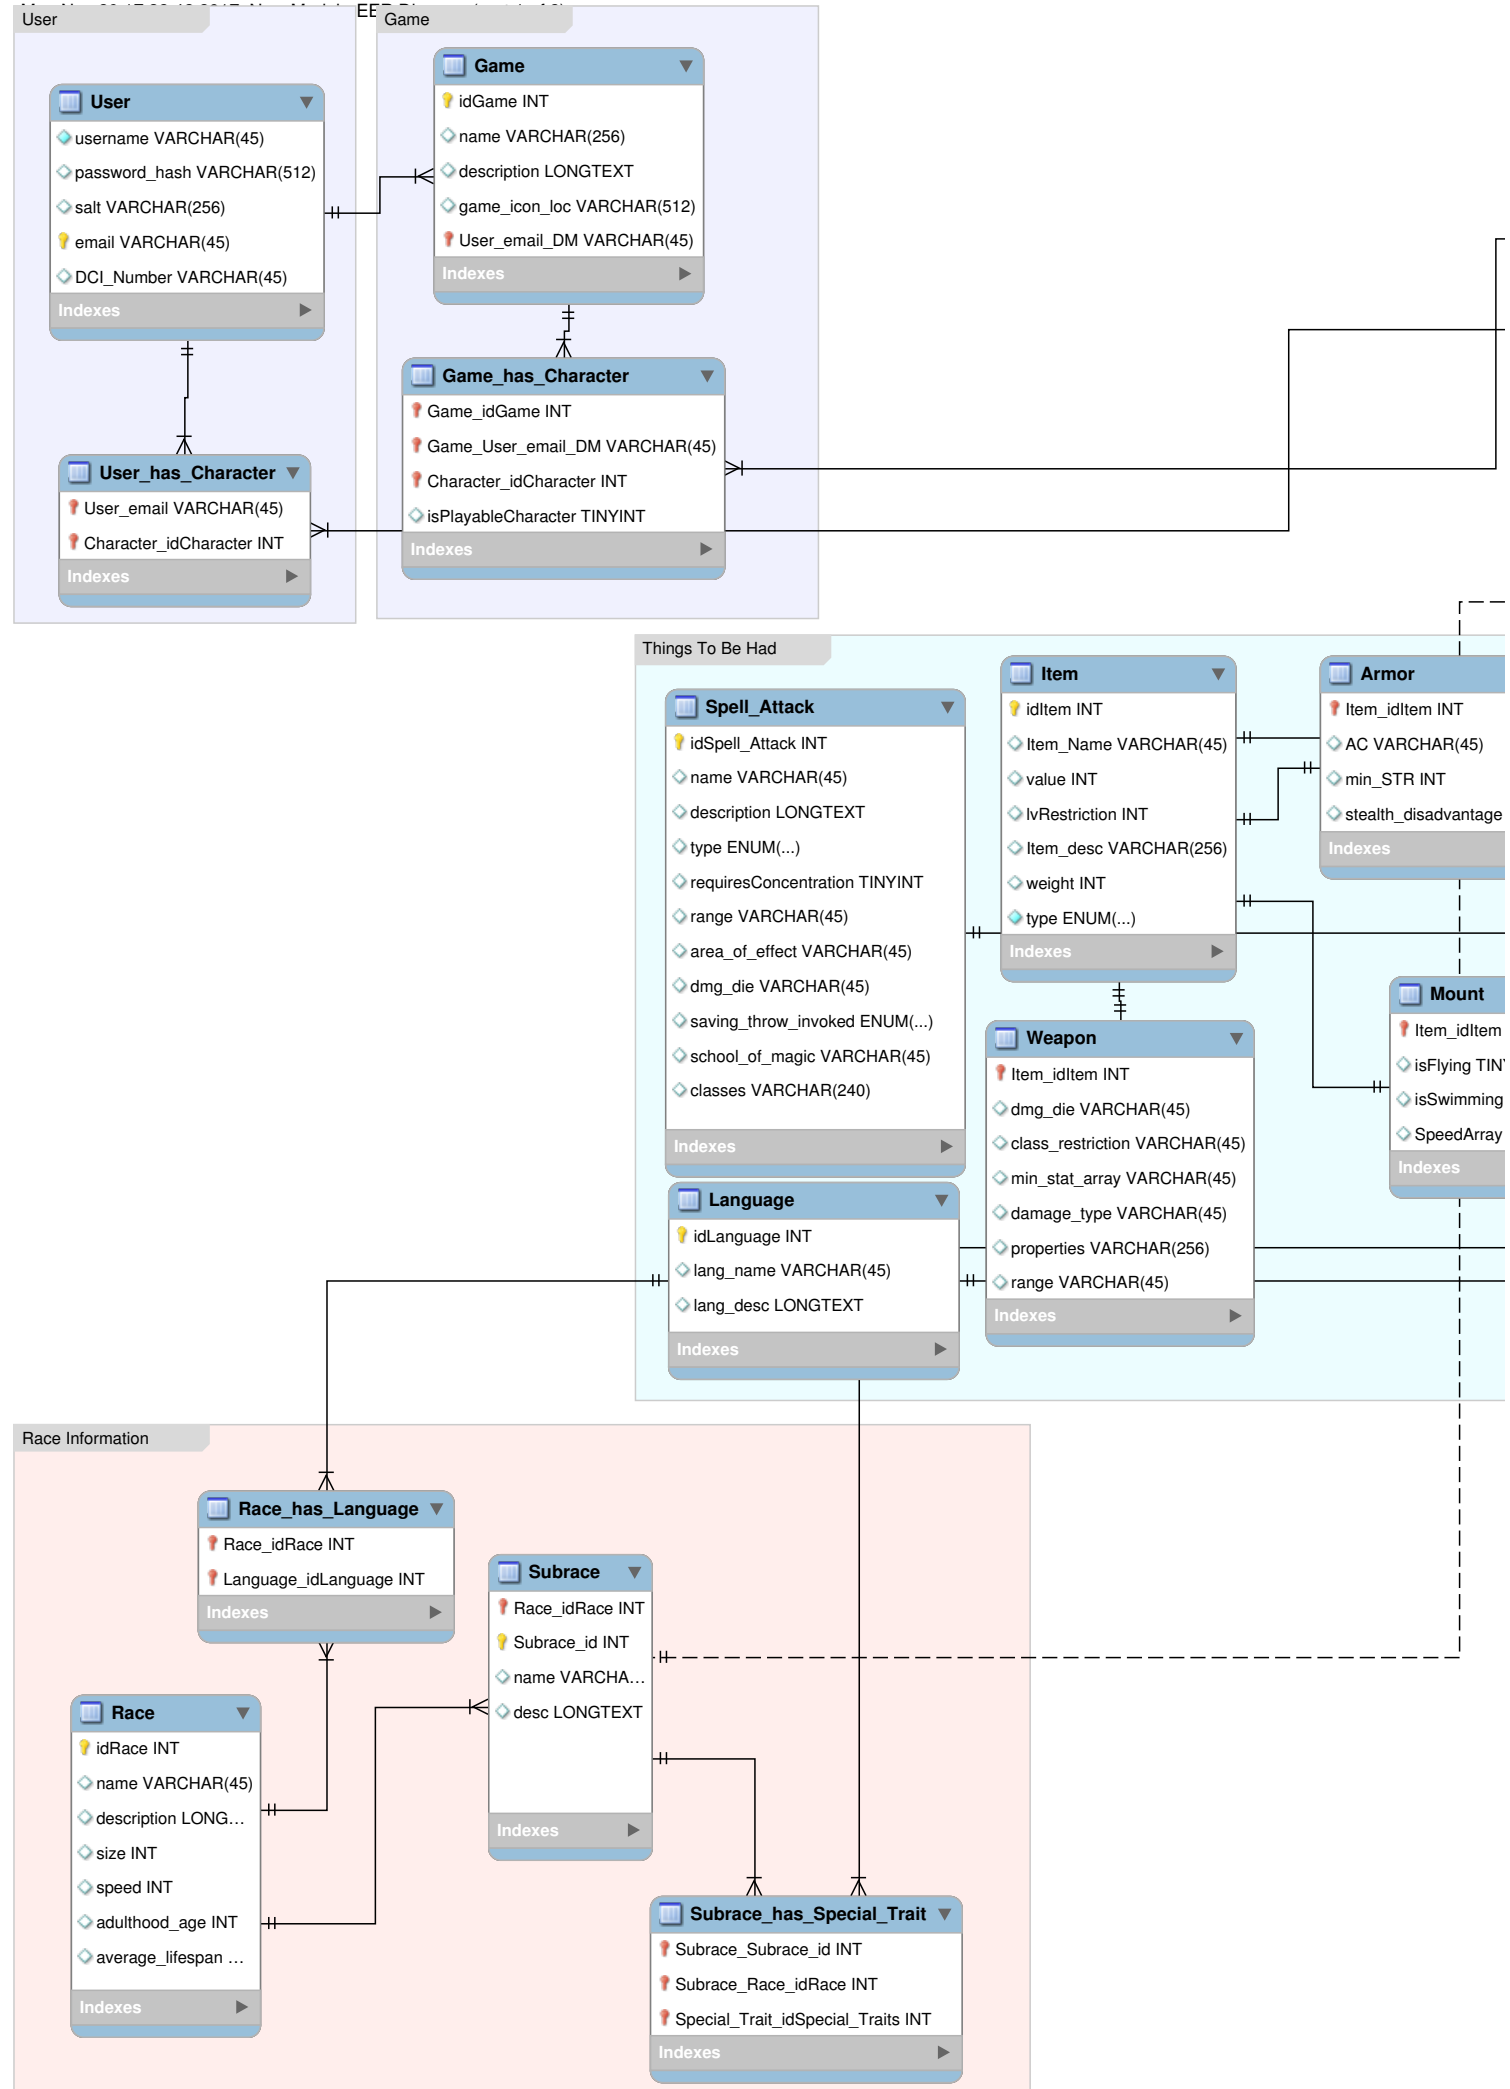 User
Game
User
username VARCHAR(45)
password_hash VARCHAR(512)
salt VARCHAR(256)
email VARCHAR(45)
DCI_Number VARCHAR(45)
Indexes
Game
idGame INT
name VARCHAR(256)
description LONGTEXT
game_icon_loc VARCHAR(512)
User_email_DM VARCHAR(45)
Indexes
Game_has_Character
Game_idGame INT
Game_User_email_DM VARCHAR(45)
Character_idCharacter INT
isPlayableCharacter TINYINT
Indexes
User_has_Character
User_email VARCHAR(45)
Character_idCharacter INT
Indexes
Things To Be Had
Spell_Attack
idSpell_Attack INT
name VARCHAR(45)
description LONGTEXT
type ENUM(...)
requiresConcentration TINYINT
range VARCHAR(45)
area_of_effect VARCHAR(45)
dmg_die VARCHAR(45)
saving_throw_invoked ENUM(...)
school_of_magic VARCHAR(45)
classes VARCHAR(240)
Indexes
Item
idItem INT
Item_Name VARCHAR(45)
value INT
lvRestriction INT
Item_desc VARCHAR(256)
weight INT
type ENUM(...)
Indexes
Armor
Item_idItem INT
AC VARCHAR(45)
min_STR INT
stealth_disadvantage
Indexes
Mount
Item_idItem
isFlying TIN
isSwimming
SpeedArray
Indexes
Weapon
Item_idItem INT
dmg_die VARCHAR(45)
class_restriction VARCHAR(45)
min_stat_array VARCHAR(45)
damage_type VARCHAR(45)
properties VARCHAR(256)
range VARCHAR(45)
Indexes
Language
idLanguage INT
lang_name VARCHAR(45)
lang_desc LONGTEXT
Indexes
Race Information
Race_has_Language
Race_idRace INT
Language_idLanguage INT
Indexes
Subrace
Race_idRace INT
Subrace_id INT
name VARCHA...
desc LONGTEXT
Indexes
Race
idRace INT
name VARCHAR(45)
description LONG...
size INT
speed INT
adulthood_age INT
average_lifespan ...
Indexes
Subrace_has_Special_Trait
Subrace_Subrace_id INT
Subrace_Race_idRace INT
Special_Trait_idSpecial_Traits INT
Indexes